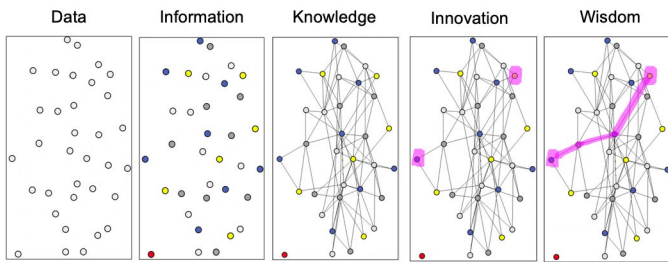 Data
Information
Knowledge
Innovation
Wisdom